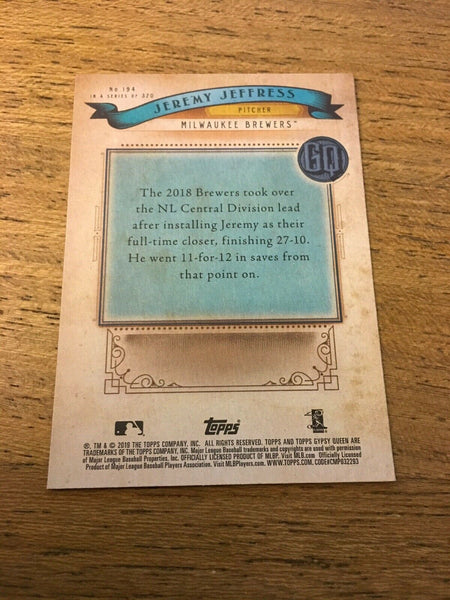 No 194
IN A SERIES OF 320
JEREMY JEFFRESS
PITCHER
MILWAUKEE BREWERS™
GQ
The 2018 Brewers took over
the NL Central Division lead
after installing Jeremy as their
full-time closer, finishing 27-10.
He went 11-for-12 in saves from
that point on.
Topps
®, TM & © 2019 THE TOPPS COMPANY, INC. ALL RIGHTS RESERVED. TOPPS AND TOPPS GYPSY QUEEN ARE
TRADEMARKS OF THE TOPPS COMPANY, INC. Major League Baseball trademarks and copyrights are used with permission
of Major League Baseball Properties, Inc. OFFICIALLY LICENSED PRODUCT OF MLBP. Visit MLB.com. Officially Licensed
Product of Major League Baseball Players Association. Visit MLBPlayers.com. WWW.TOPPS.COM. CODE#CMP832293